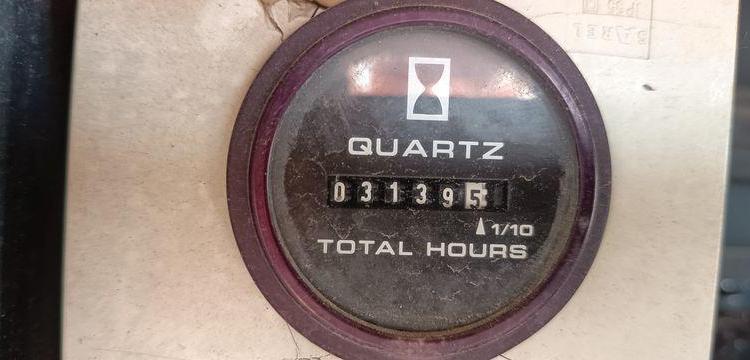 QUARTZ
031395
1/10
TOTAL HOURS